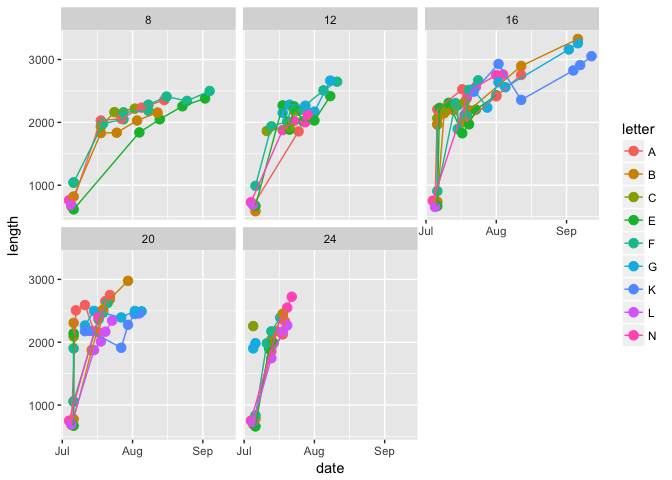 8 12 16
3000
2000
1000
length
Jul Aug Sep
20 24
3000
2000
1000
Jul Aug Sep Jul Aug Sep
date
letter
A
B
C
E
F
G
K
L
N